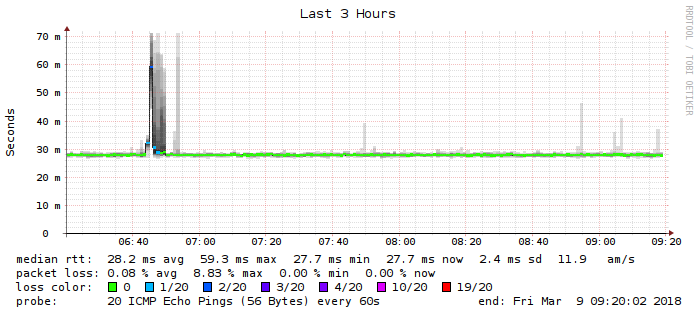 Last 3 Hours
RRDTOOL / TOBI OETIKER
Seconds
70 m
60 m
50 m
40 m
30 m
20 m
10 m
0
06:40 07:00 07:20 07:40 08:00 08:20 08:40 09:00 09:20
median rtt: 28.2 ms avg 59.3 ms max 27.7 ms min 27.7 ms now 2.4 ms sd 11.9 am/s
packet loss: 0.08 % avg 8.83 % max 0.00 % min 0.00 % now
loss color: 0 1/20 2/20 3/20 4/20 10/20 19/20
probe: 20 ICMP Echo Pings (56 Bytes) every 60s end: Fri Mar 9 09:20:02 2018